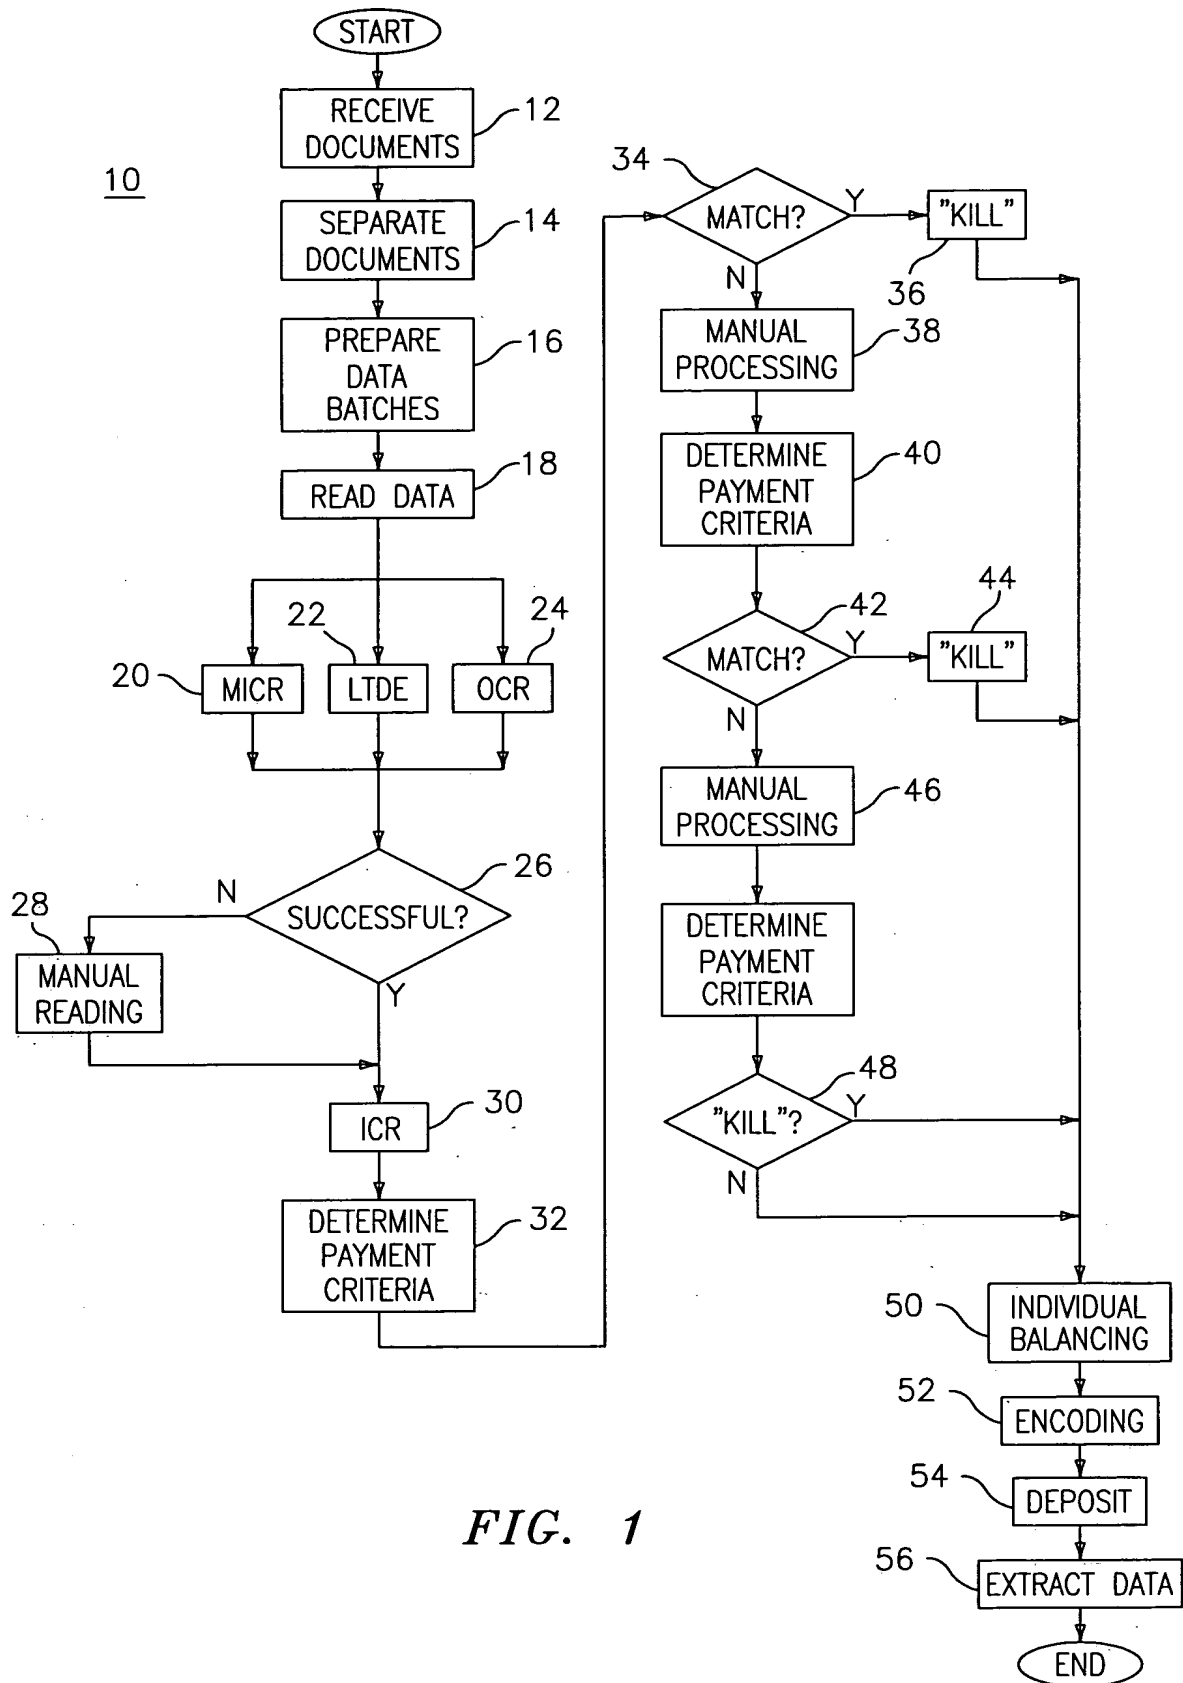 START
RECEIVE
DOCUMENTS
12
10
SEPARATE
DOCUMENTS
14
PREPARE
DATA
BATCHES
16
READ DATA
18
20
MICR
22
LTDE
24
OCR
SUCCESSFUL?
26
N
Y
28
MANUAL
READING
ICR
30
DETERMINE
PAYMENT
CRITERIA
32
34
MATCH?
Y
N
"KILL"
36
MANUAL
PROCESSING
38
DETERMINE
PAYMENT
CRITERIA
40
MATCH?
42
Y
N
44
"KILL"
MANUAL
PROCESSING
46
DETERMINE
PAYMENT
CRITERIA
"KILL"?
48
Y
N
50
INDIVIDUAL
BALANCING
52
ENCODING
54
DEPOSIT
56
EXTRACT DATA
END
FIG. 1